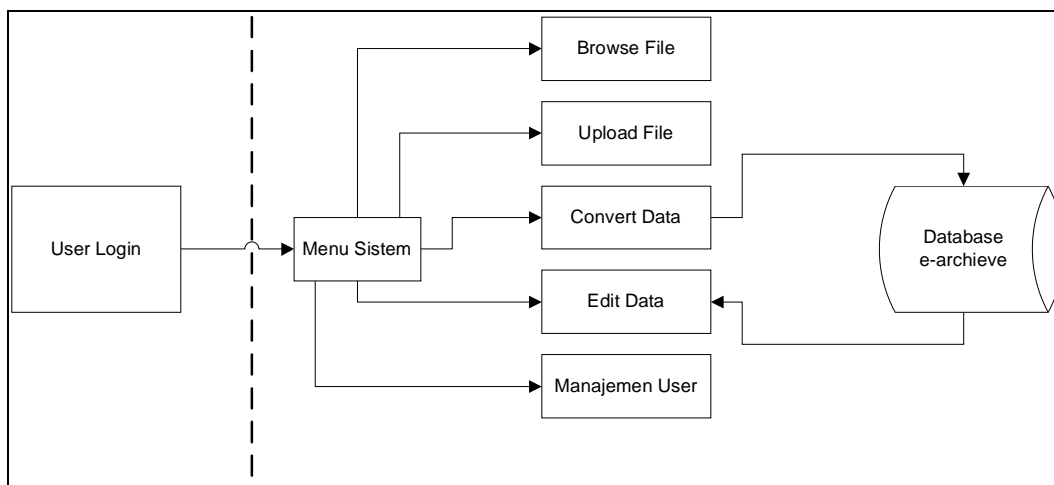 Browse File
Upload File
User Login
Menu Sistem
Convert Data
Database
e-archieve
Edit Data
Manajemen User